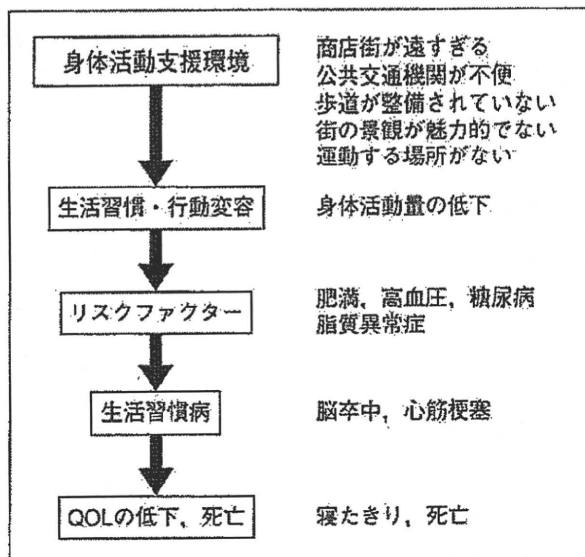 身体活動支援環境
商店街が遠すぎる
公共交通機関が不便
歩道が整備されていない
街の景観が魅力的でない
運動する場所がない
生活習慣・行動変容
身体活動量の低下
リスクファクター
肥満、高血圧，糖尿病
脂質異常症
生活習慣病
脳卒中，心筋梗塞
QOLの低下，死亡
寝たきり，死亡